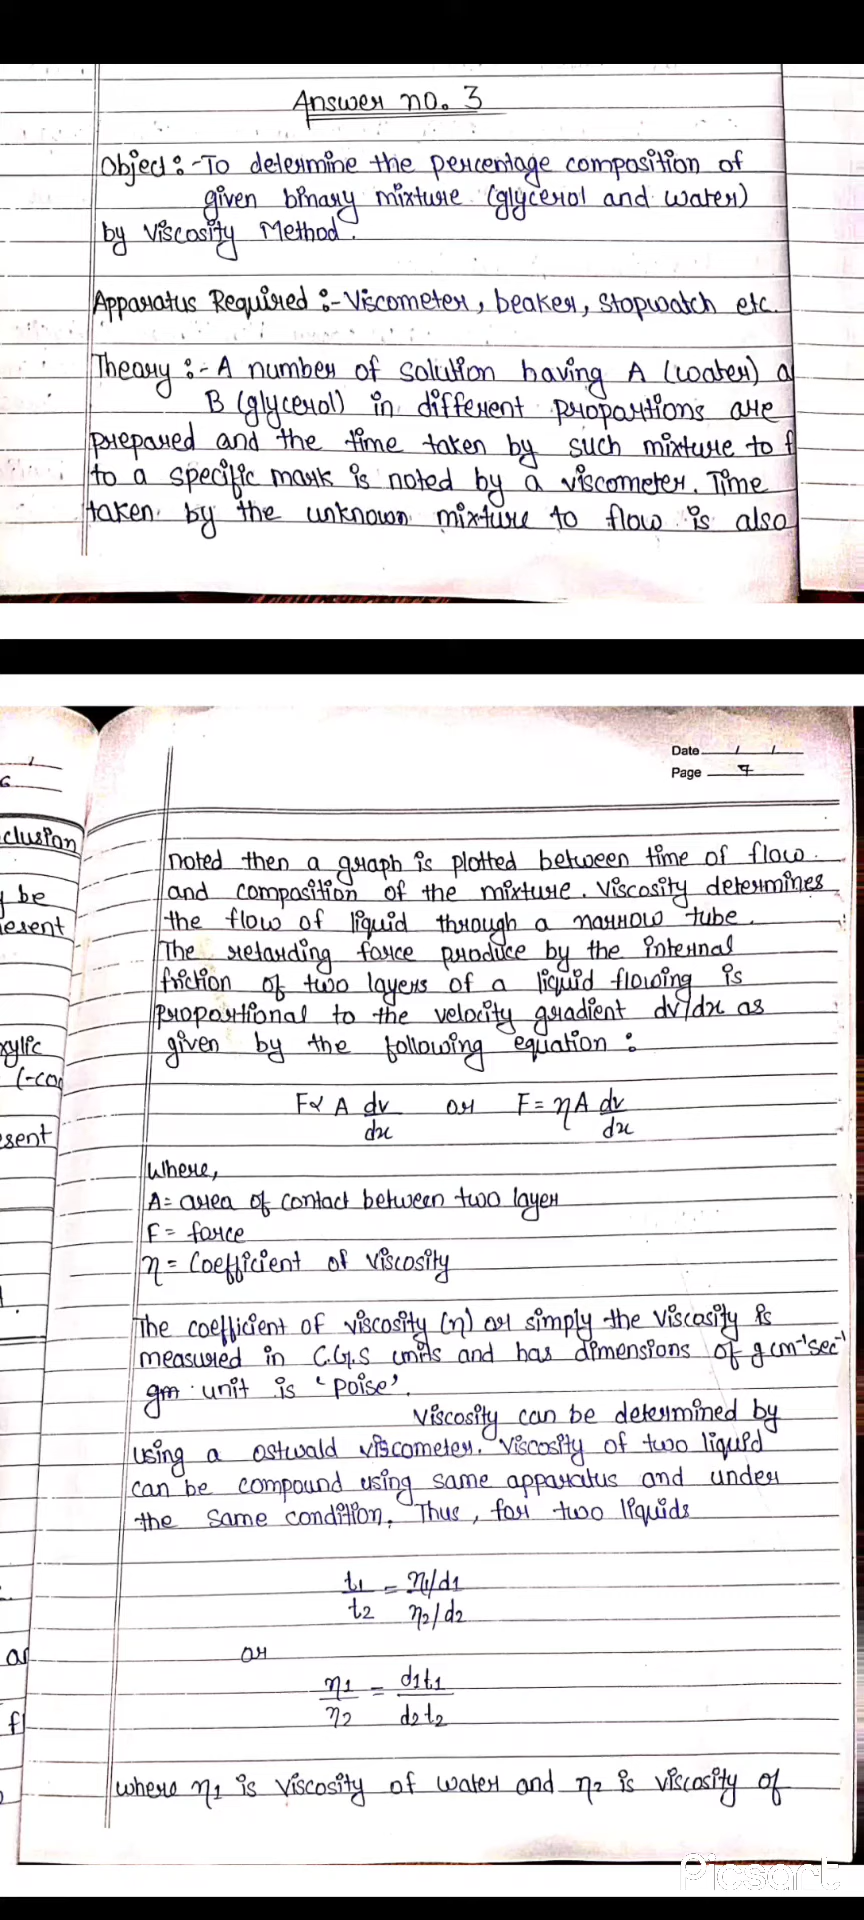 Answer no. 3
Object :- To determine the percentage composition of
given binary mixture (glycerol and water)
by Viscosity Method.
Apparatus Required :- Viscometer, beaker, stopwatch etc.
Theory :- A number of solution having A (water) a
B (glycerol) in different proportions are
prepared and the time taken by such mixture to f
to a specific mark is noted by a viscometer. Time
taken by the unknown mixture to flow is also
Date / /
Page 7
noted then a graph is plotted between time of flow.
and composition of the mixture. Viscosity determines
the flow of liquid through a narrow tube.
The retarding force produce by the internal
friction of two layers of a liquid flowing is
proportional to the velocity gradient dv/dx as
given by the following equation :
F∝ A dv/dx or F = ηA dv/dx
Where,
A = area of contact between two layer
F = force
η = Coefficient of viscosity
The coefficient of viscosity (η) or simply the viscosity is
measured in C.G.S units and has dimensions of g cm⁻¹ sec⁻¹
gm unit is 'poise'.
Viscosity can be determined by
using a ostwald viscometer. Viscosity of two liquid
can be compound using same apparatus and under
the same condition. Thus, for two liquids
t1/t2 = η1/d1 / η2/d2
or
η1/η2 = d1t1/d2t2
where η1 is viscosity of water and η2 is viscosity of
clusion
y be
esent
xylic
(-coo
esent
ar
f
Picsart